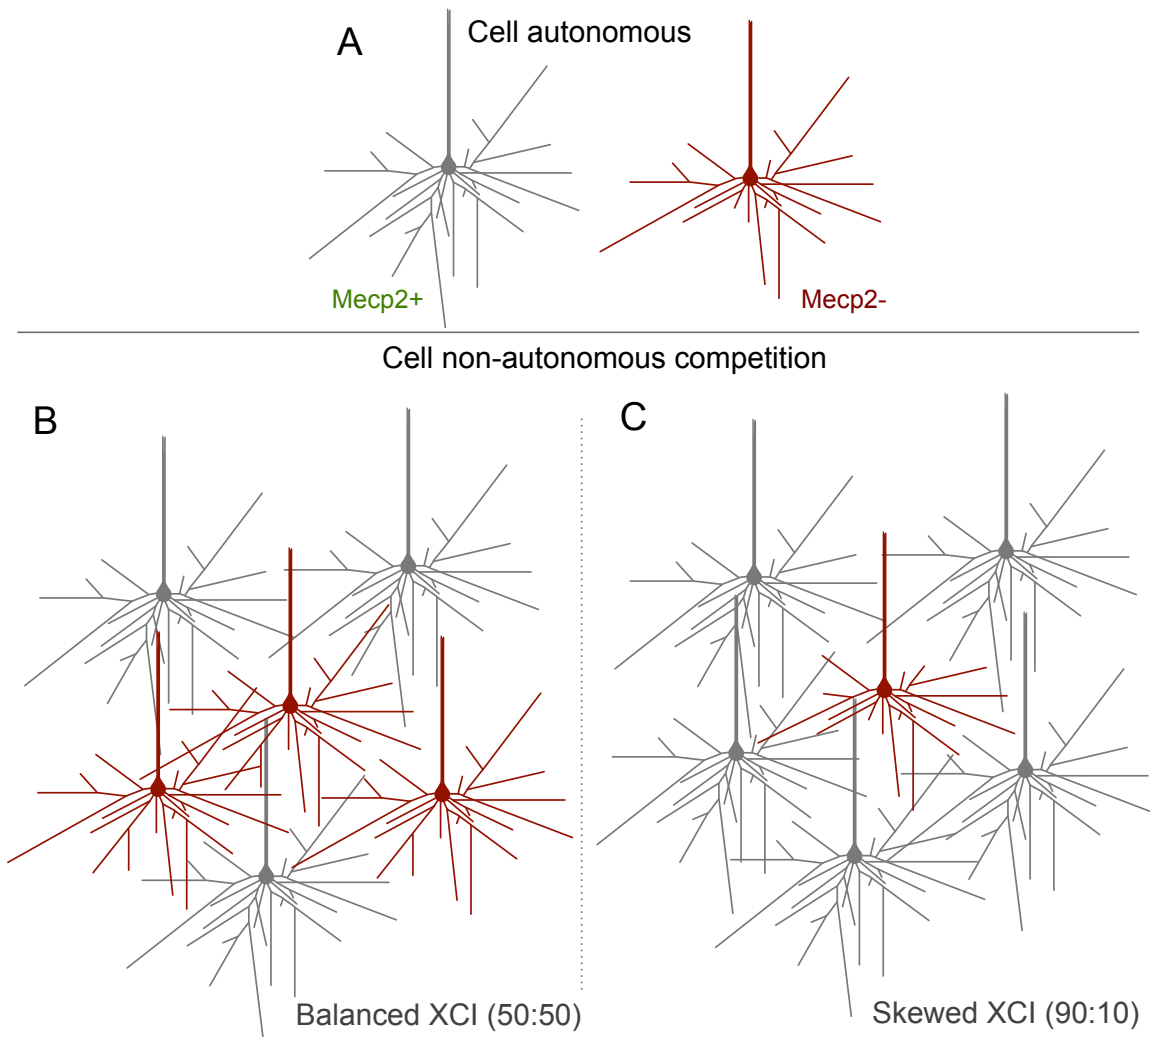 A
Cell autonomous
Mecp2+
Mecp2-
Cell non-autonomous competition
B
C
Balanced XCI (50:50)
Skewed XCI (90:10)